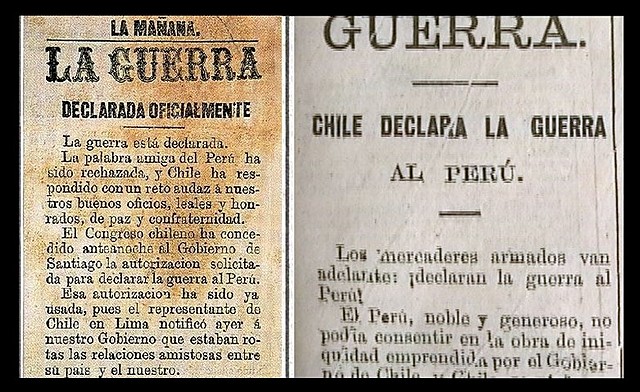 LA MAÑANA.
LA GUERRA
DECLARADA OFICIALMENTE
La guerra está declarada.
La palabra amiga del Perú ha
sido rechazada, y Chile ha res-
pondido con un reto audaz á nues-
tros buenos oficios, leales y hon-
rados, de paz y confraternidad.
El Congreso chileno ha conce-
dido anteanoche al Gobierno de
Santiago la autorizacion solicita-
da para declarar la guerra al Perú.
Esa autorizacion ha sido ya
usada, pues el representante de
Chile en Lima notificó ayer á
nuestro Gobierno que estaban ro-
tas las relaciones amistosas entre
su país y el nuestro.
GUERRA.
CHILE DECLARA LA GUERRA
AL PERÚ.
Los mercaderes armados van
adelante: ¡declaran la guerra al
Perú!
El Perú, noble y generoso, no
podia consentir en la obra de ini-
quidad emprendida por el Gobier-
no de Chile, y Chile